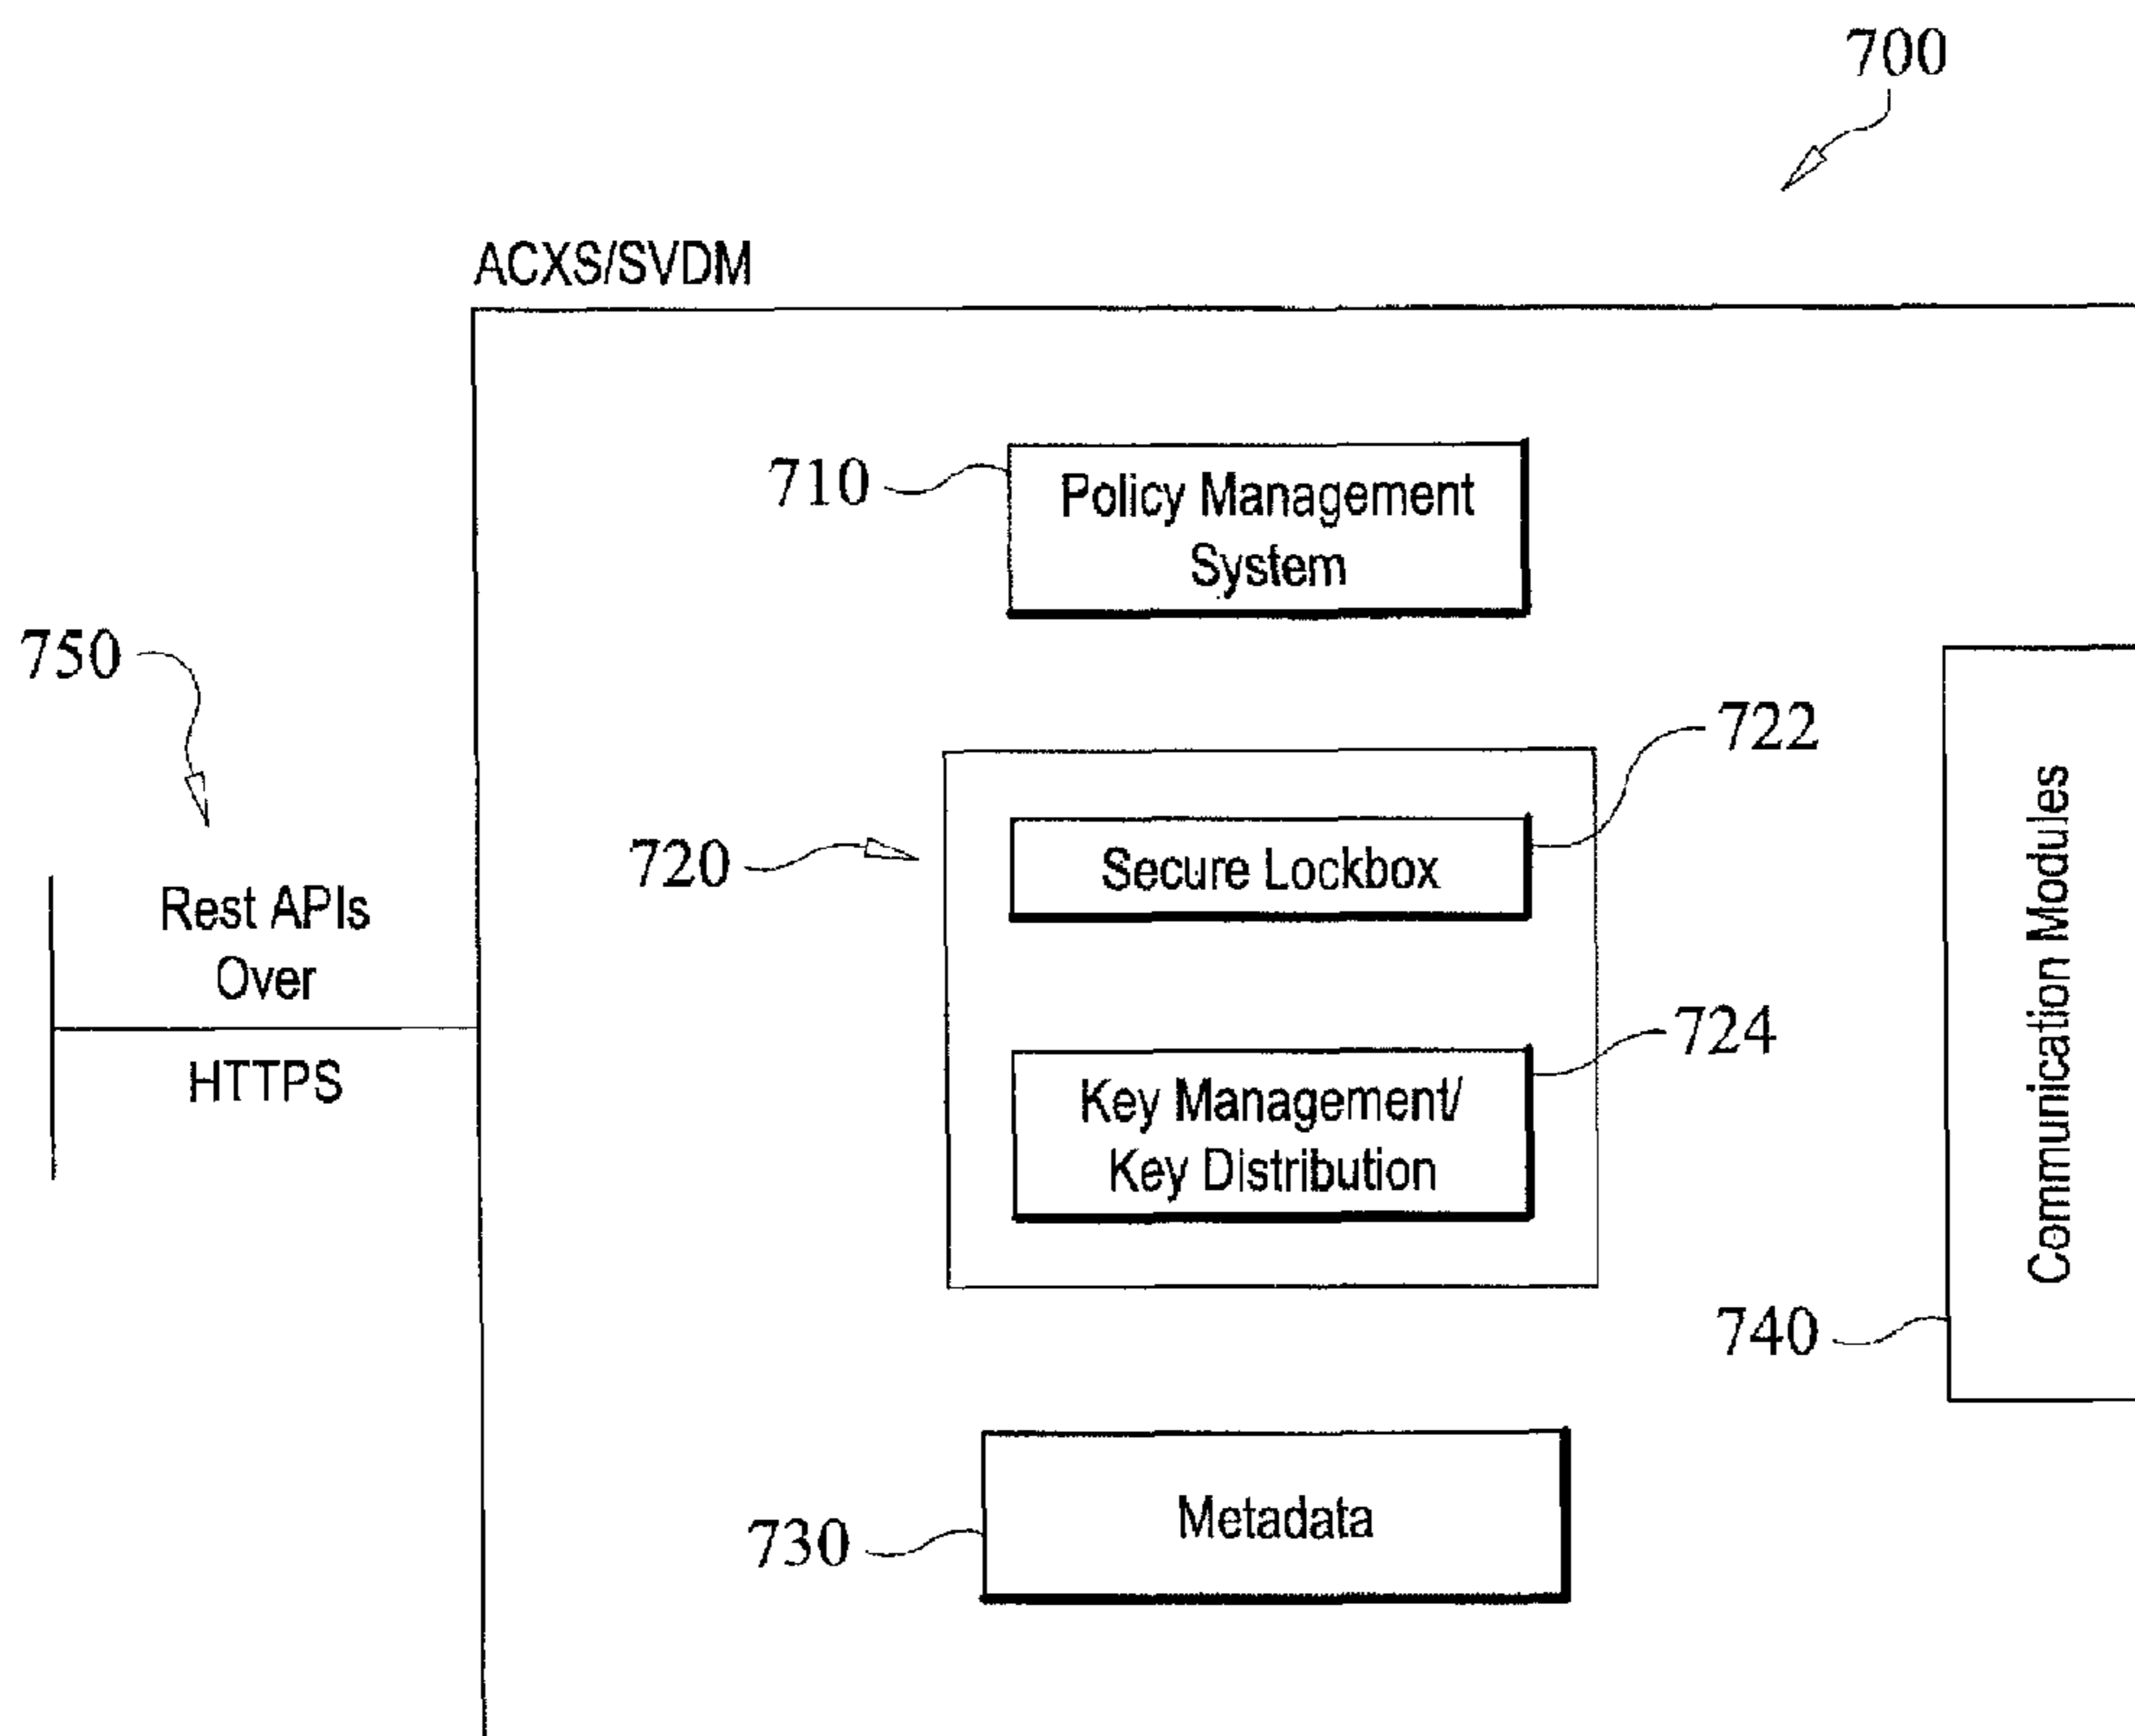 700
ACXS/SVDM
710
Policy Management
System
750
722
720
Secure Lockbox
Rest APIs
Over
HTTPS
724
Key Management/
Key Distribution
Communication Modules
740
730
Metadata